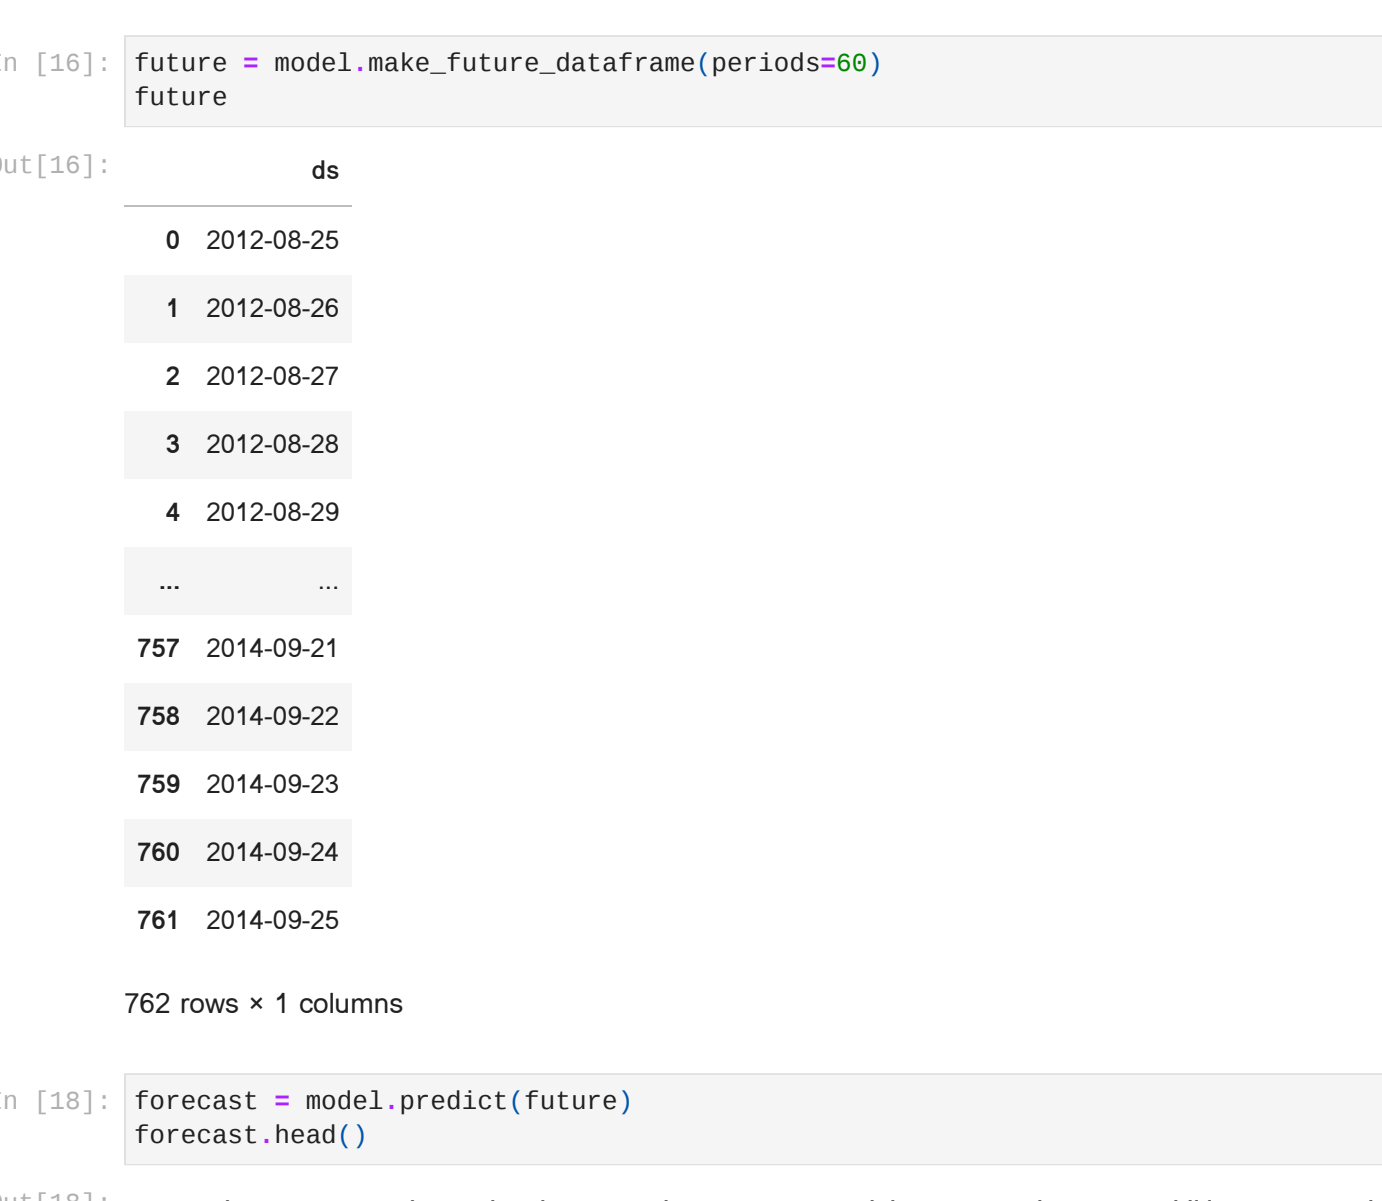 n [16]: future = model.make_future_dataframe(periods=60)
future
ut[16]:
ds
0 2012-08-25
1 2012-08-26
2 2012-08-27
3 2012-08-28
4 2012-08-29
... ...
757 2014-09-21
758 2014-09-22
759 2014-09-23
760 2014-09-24
761 2014-09-25
762 rows × 1 columns
n [18]: forecast = model.predict(future)
forecast.head()